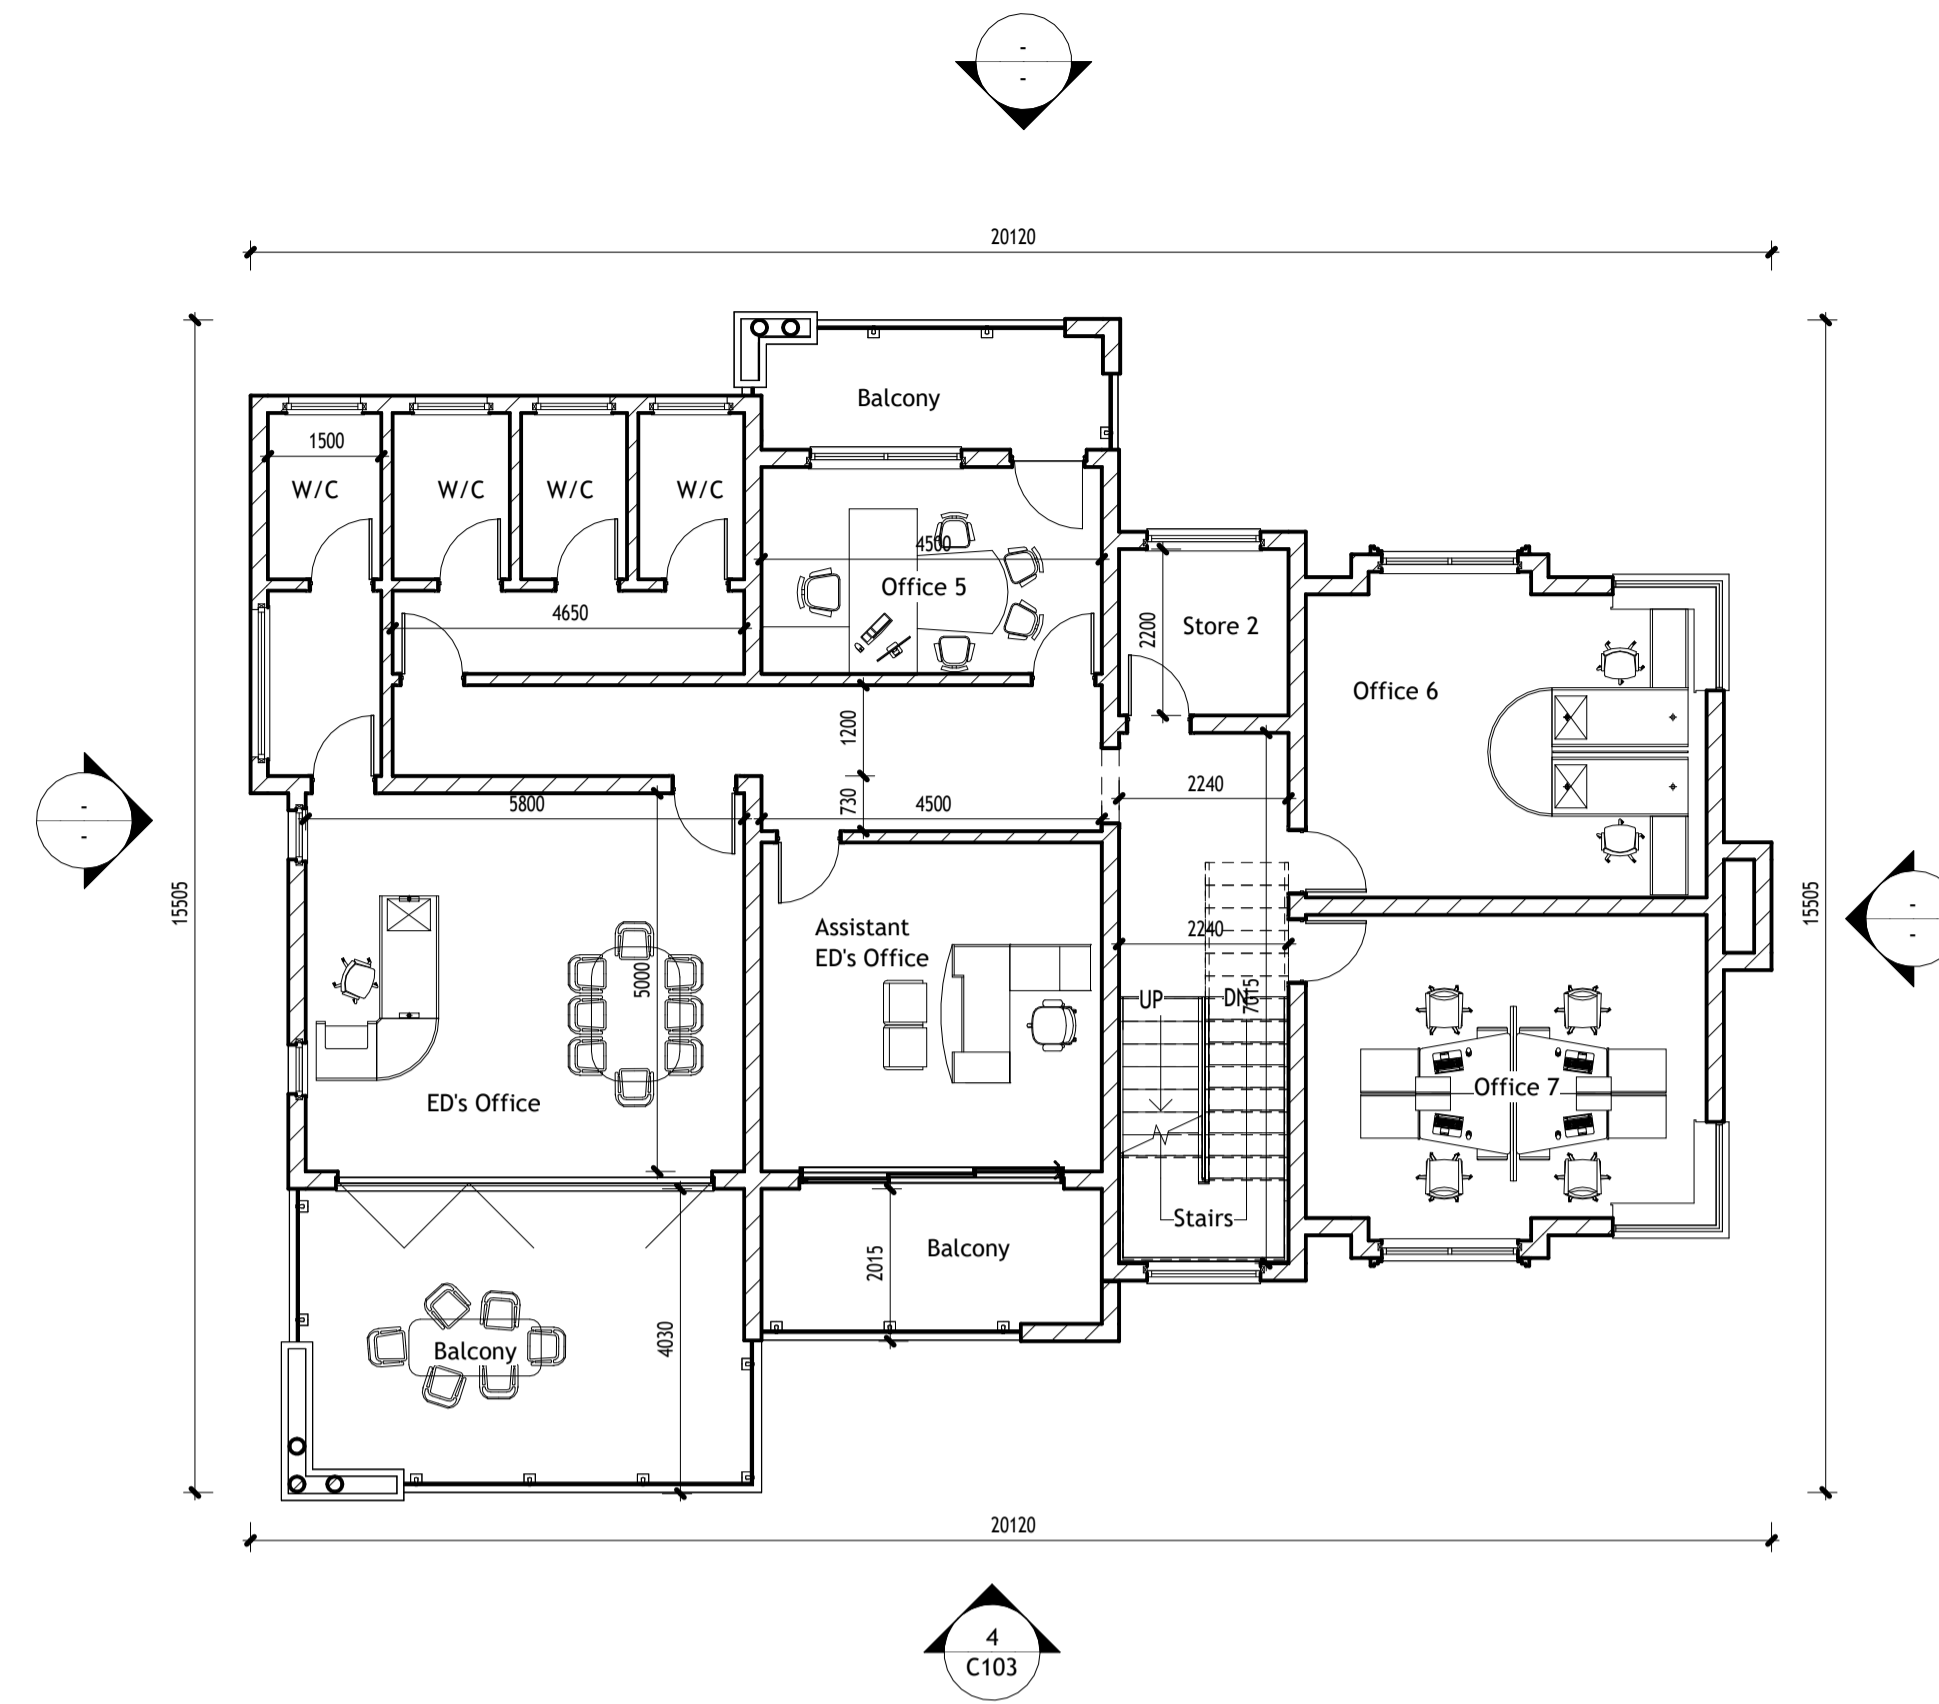 -
-
20120
Balcony
1500
W/C
W/C
W/C
W/C
4500
Office 5
4650
2200
Store 2
Office 6
1200
730
5800
4500
2240
-
-
15505
15505
-
-
Assistant
ED's Office
2240
5000
UP
DN
7015
ED's Office
Office 7
Stairs
2015
Balcony
4030
Balcony
20120
4
C103